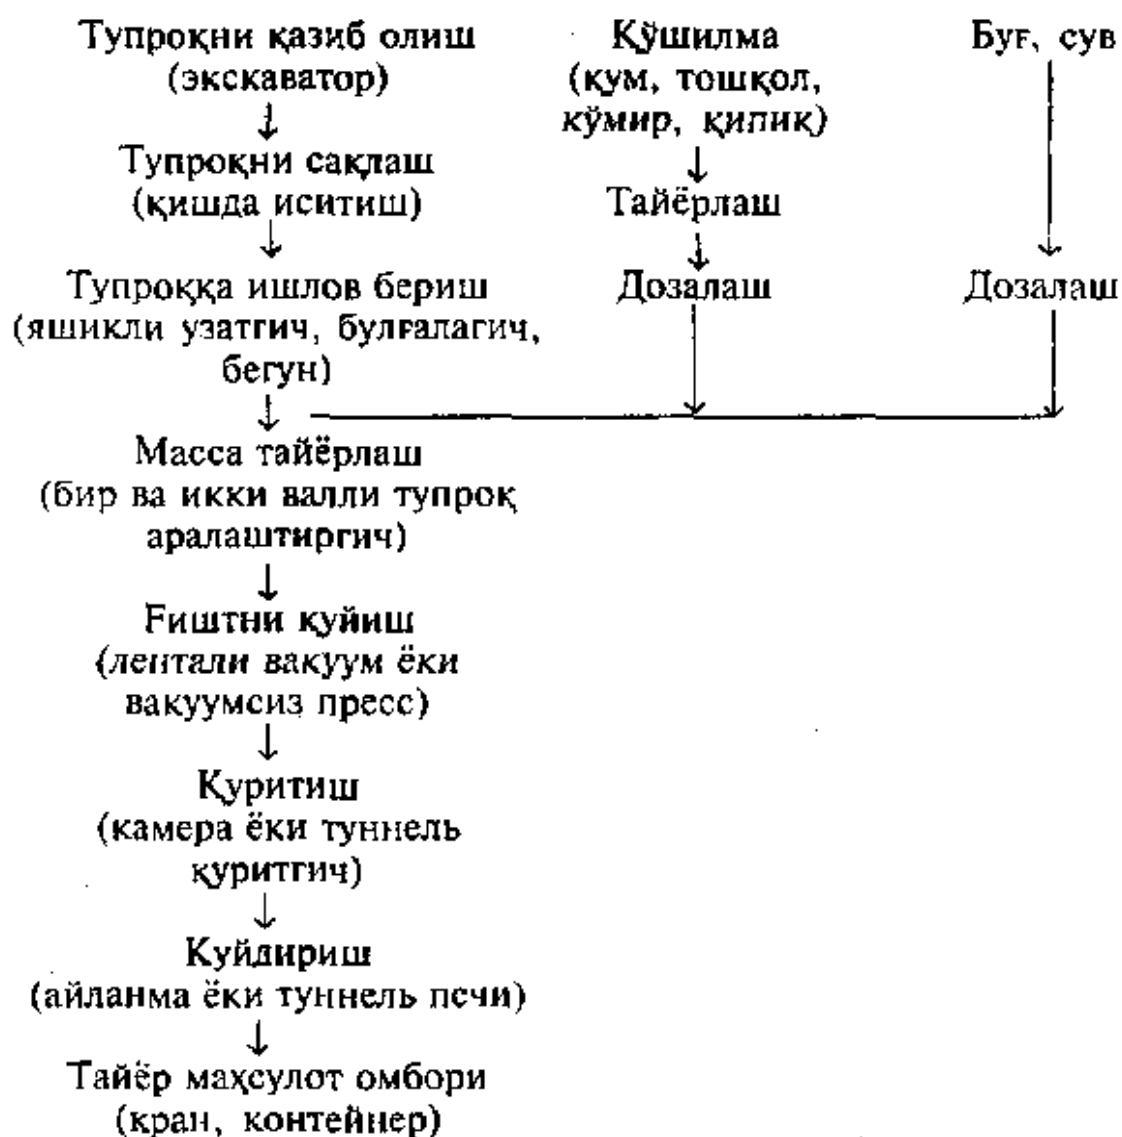 Тупроқни қазиб олиш
(экскаватор)
Тупроқни сақлаш
(қишда иситиш)
Тупроққа ишлов бериш
(яшикли узатгич, булғалагич,
бегун)
Қўшилма
(қум, тошқол,
кўмир, қипиқ)
Тайёрлаш
Дозалаш
Буғ, сув
Дозалаш
Масса тайёрлаш
(бир ва икки валли тупроқ
аралаштиргич)
Ғиштни қуйиш
(лентали вакуум ёки
вакуумсиз пресс)
Қуритиш
(камера ёки туннель
қуритгич)
Куйдириш
(айланма ёки туннель печи)
Тайёр маҳсулот омбори
(кран, контейнер)